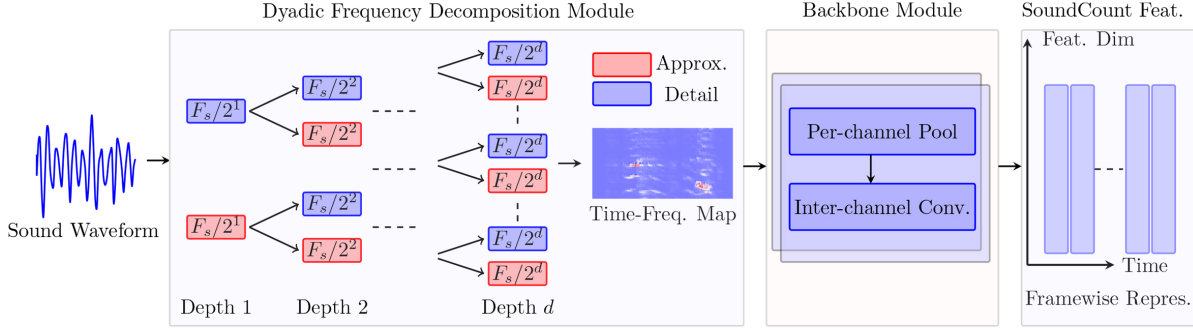 Dyadic Frequency Decomposition Module
Backbone Module
SoundCount Feat.
Sound Waveform
F_s/2^1
F_s/2^1
Depth 1
F_s/2^2
F_s/2^2
F_s/2^2
F_s/2^2
Depth 2
F_s/2^d
F_s/2^d
F_s/2^d
F_s/2^d
F_s/2^d
F_s/2^d
Depth d
Approx.
Detail
Time-Freq. Map
Per-channel Pool
Inter-channel Conv.
Feat. Dim
Time
Framewise Repres.